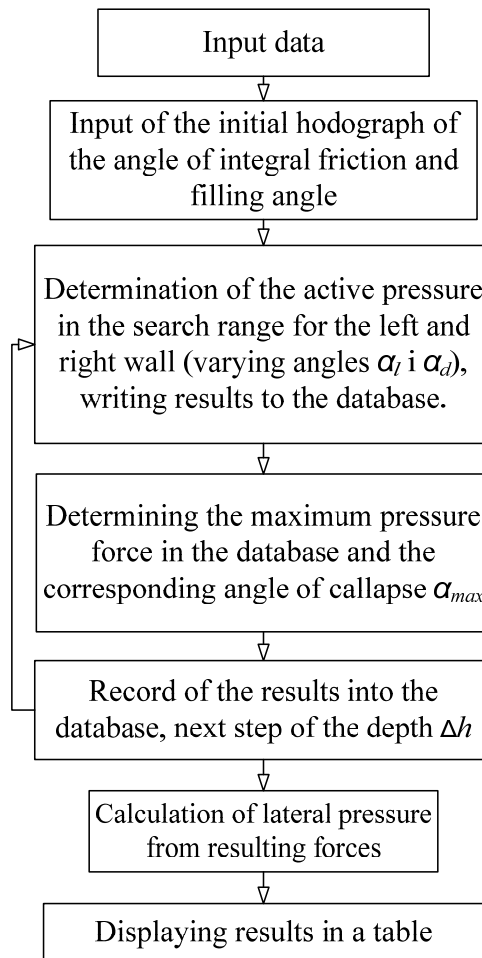 Input data
Input of the initial hodograph of
the angle of integral friction and
filling angle
Determination of the active pressure
in the search range for the left and
right wall (varying angles αl i αd),
writing results to the database.
Determining the maximum pressure
force in the database and the
corresponding angle of callapse αmax
Record of the results into the
database, next step of the depth Δh
Calculation of lateral pressure
from resulting forces
Displaying results in a table